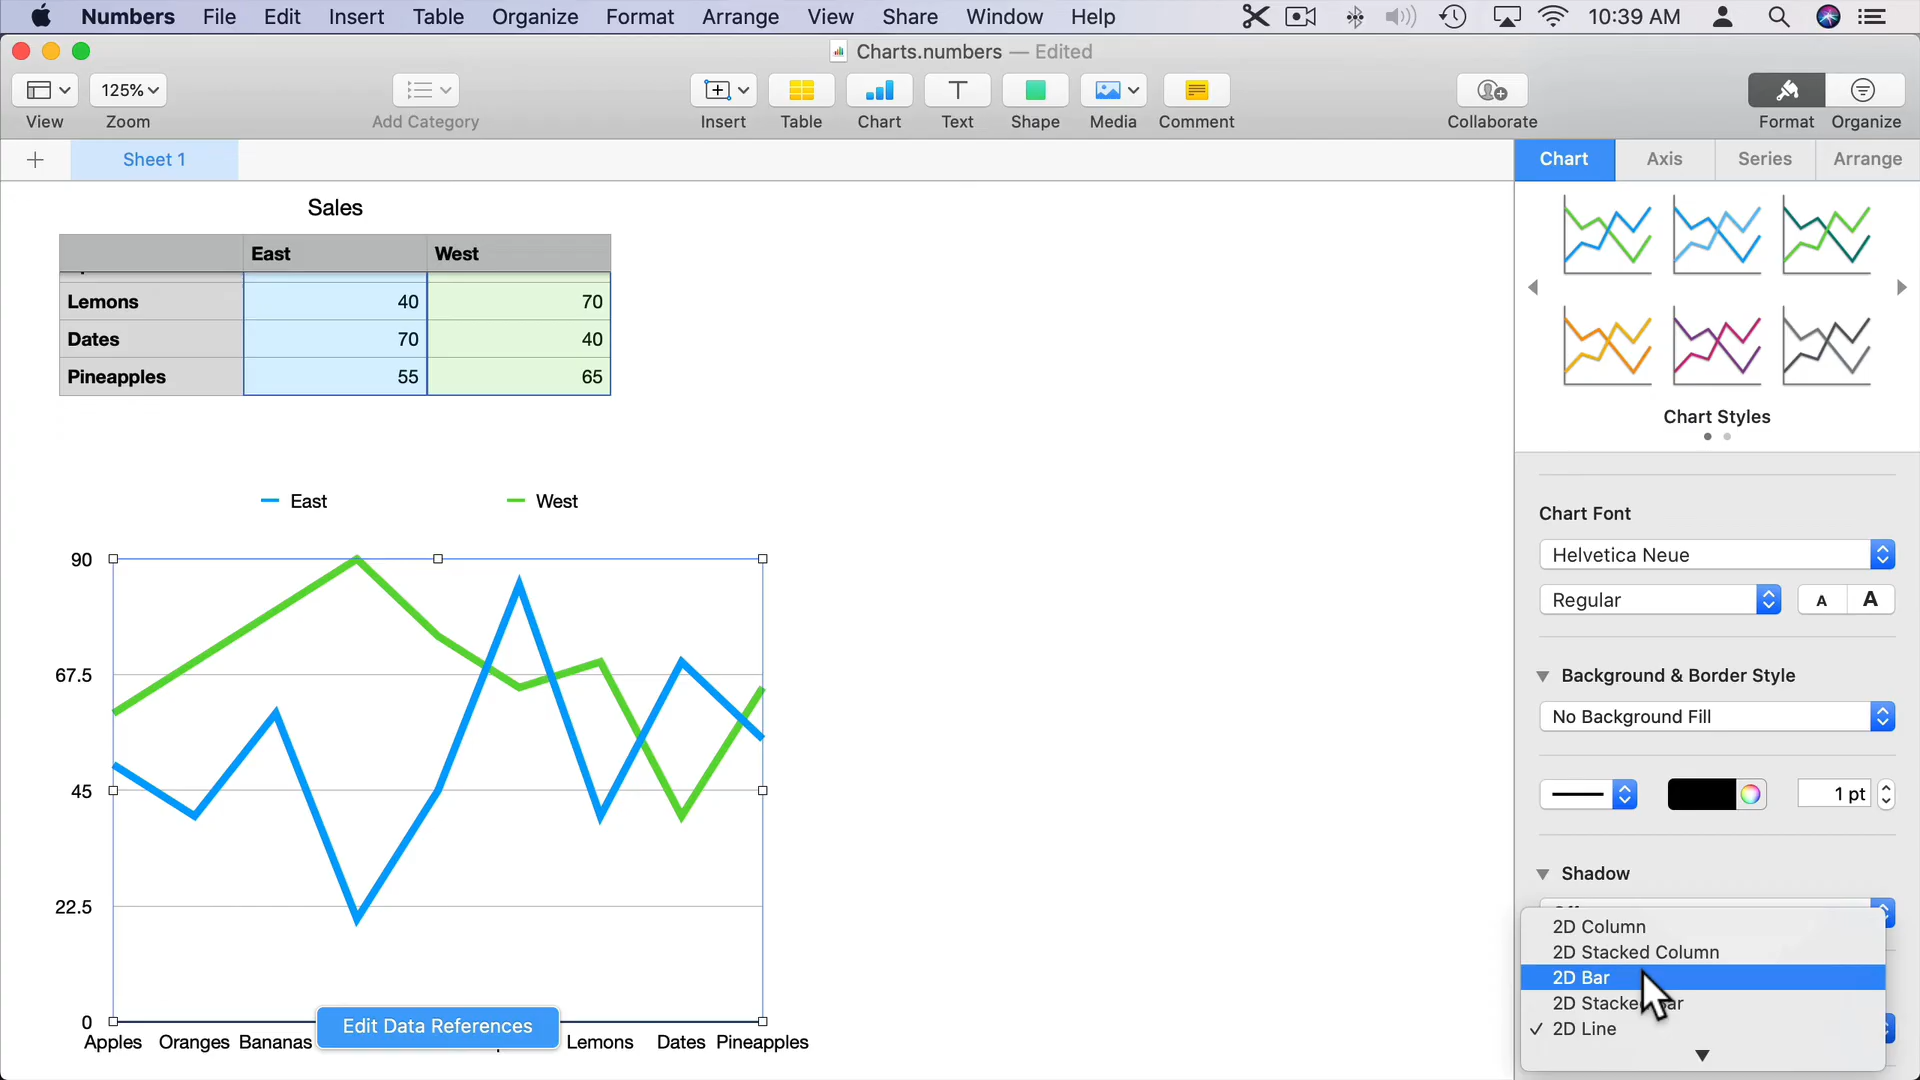 Numbers File Edit Insert Table Organize Format Arrange View Share Window Help 10:39 AM
Charts.numbers — Edited
125%
View Zoom Add Category Insert Table Chart Text Shape Media Comment Collaborate Format Organize
Sheet 1
Chart Axis Series Arrange
Sales
East West
Lemons 40 70
Dates 70 40
Pineapples 55 65
East West
90
67.5
45
22.5
0
Apples Oranges Bananas Lemons Dates Pineapples
Edit Data References
Chart Styles
Chart Font
Helvetica Neue
Regular A A
Background & Border Style
No Background Fill
1 pt
Shadow
2D Column
2D Stacked Column
2D Bar
2D Stacked Bar
✓ 2D Line